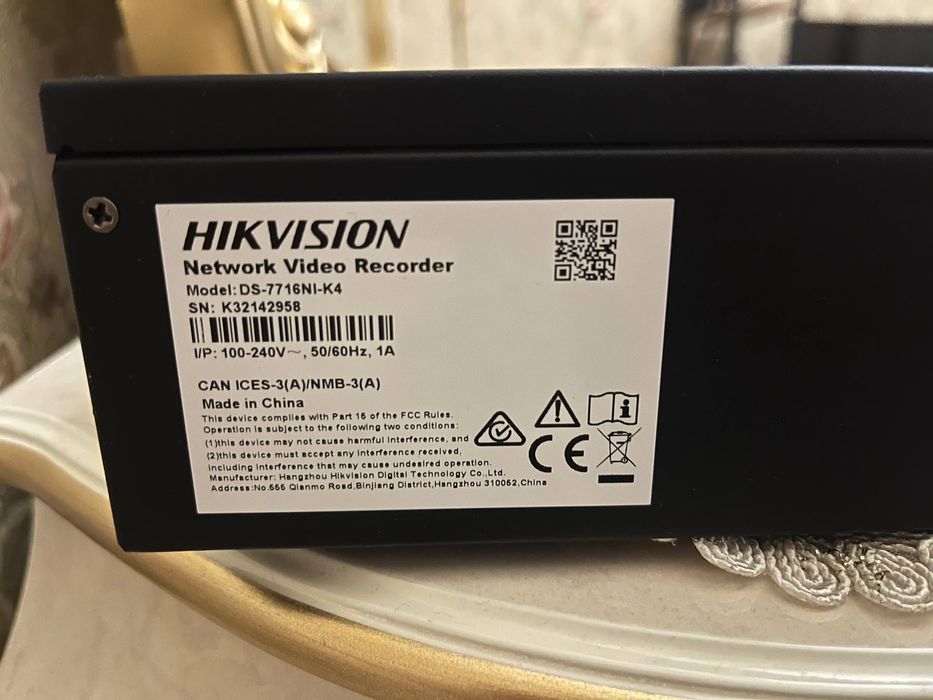 HIKVISION
Network Video Recorder
Model: DS-7716NI-K4
SN: K32142958
I/P: 100-240V～, 50/60Hz, 1A
CAN ICES-3(A)/NMB-3(A)
Made in China
This device complies with Part 15 of the FCC Rules.
Operation is subject to the following two conditions:
(1)this device may not cause harmful interference, and
(2)this device must accept any interference received,
including interference that may cause undesired operation.
Manufacturer: Hangzhou Hikvision Digital Technology Co.,Ltd.
Address:No.555 Qianmo Road,Binjiang District,Hangzhou 310052,China
CE